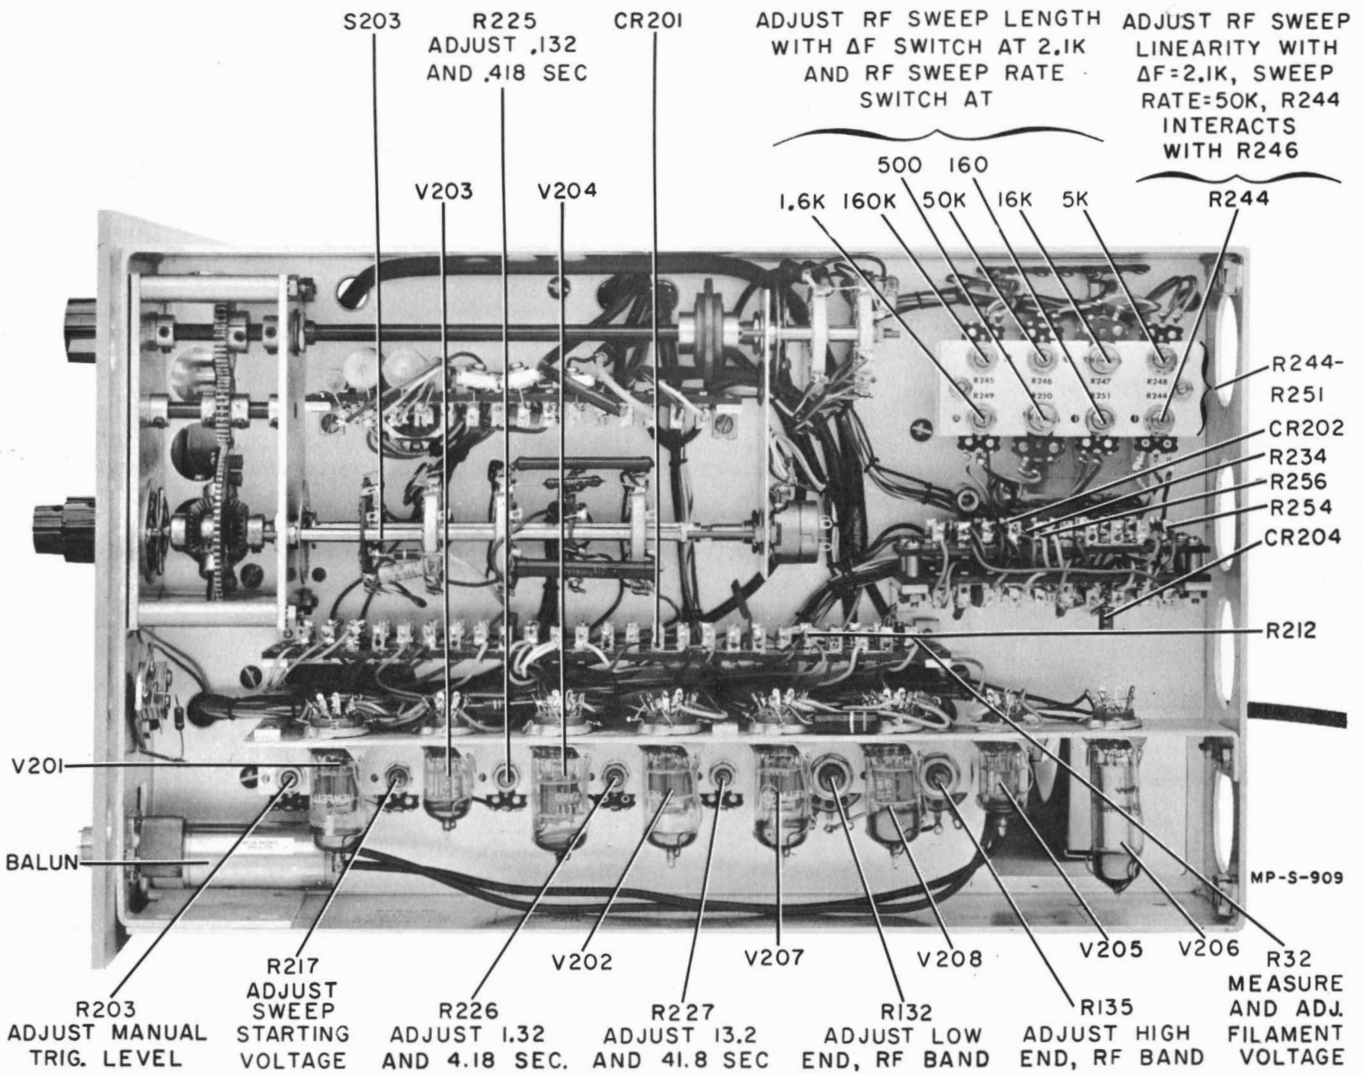 S203
R225
ADJUST .132
AND .418 SEC
CR201
ADJUST RF SWEEP LENGTH
WITH ΔF SWITCH AT 2.1K
AND RF SWEEP RATE
SWITCH AT
ADJUST RF SWEEP
LINEARITY WITH
ΔF=2.1K, SWEEP
RATE=50K, R244
INTERACTS
WITH R246
500 160
V203 V204
1.6K 160K 50K 16K 5K
R244
R245 R246 R247 R248
R249 R250 R251 R244
R244-
R251
CR202
R234
R256
R254
CR204
R212
V201
BALUN
MP-S-909
V202
V207
V208
V205
V206
R203
ADJUST MANUAL
TRIG. LEVEL
R217
ADJUST
SWEEP
STARTING
VOLTAGE
R226
ADJUST 1.32
AND 4.18 SEC.
R227
ADJUST 13.2
AND 41.8 SEC
R132
ADJUST LOW
END, RF BAND
R135
ADJUST HIGH
END, RF BAND
R32
MEASURE
AND ADJ.
FILAMENT
VOLTAGE